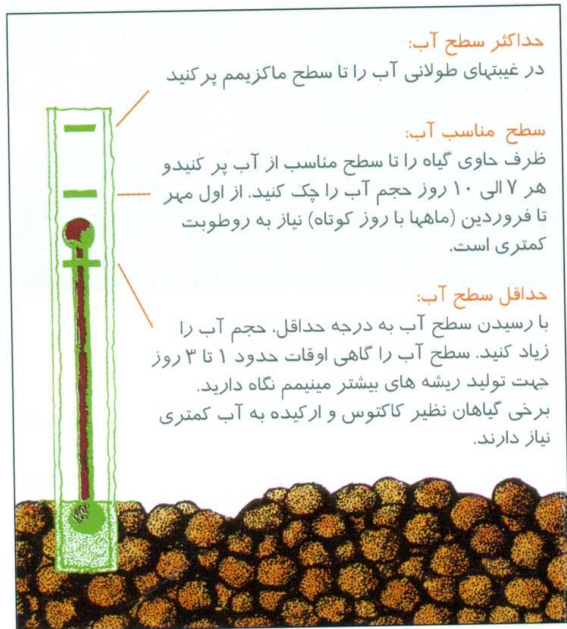 حداکثر سطح آب:
در غیبتهای طولانی آب را تا سطح ماکزیمم پر کنید
سطح مناسب آب:
ظرف حاوی گیاه را تا سطح مناسب از آب پر کنیدو
هر ۷ الی ۱۰ روز حجم آب را چک کنید. از اول مهر
تا فروردین (ماهها با روز کوتاه) نیاز به روطوبت
کمتری است.
حداقل سطح آب:
با رسیدن سطح آب به درجه حداقل، حجم آب را
زیاد کنید. سطح آب را گاهی اوقات حدود ۱ تا ۳ روز
جهت تولید ریشه های بیشتر مینیمم نگاه دارید.
برخی گیاهان نظیر کاکتوس و ارکیده به آب کمتری
نیاز دارند.